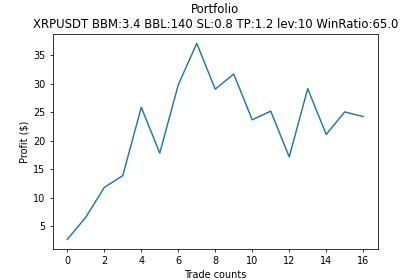 Portfolio
XRPUSDT BBM:3.4 BBL:140 SL:0.8 TP:1.2 lev:10 WinRatio:65.0
35
30
25
20
15
10
5
Profit ($)
0 2 4 6 8 10 12 14 16
Trade counts